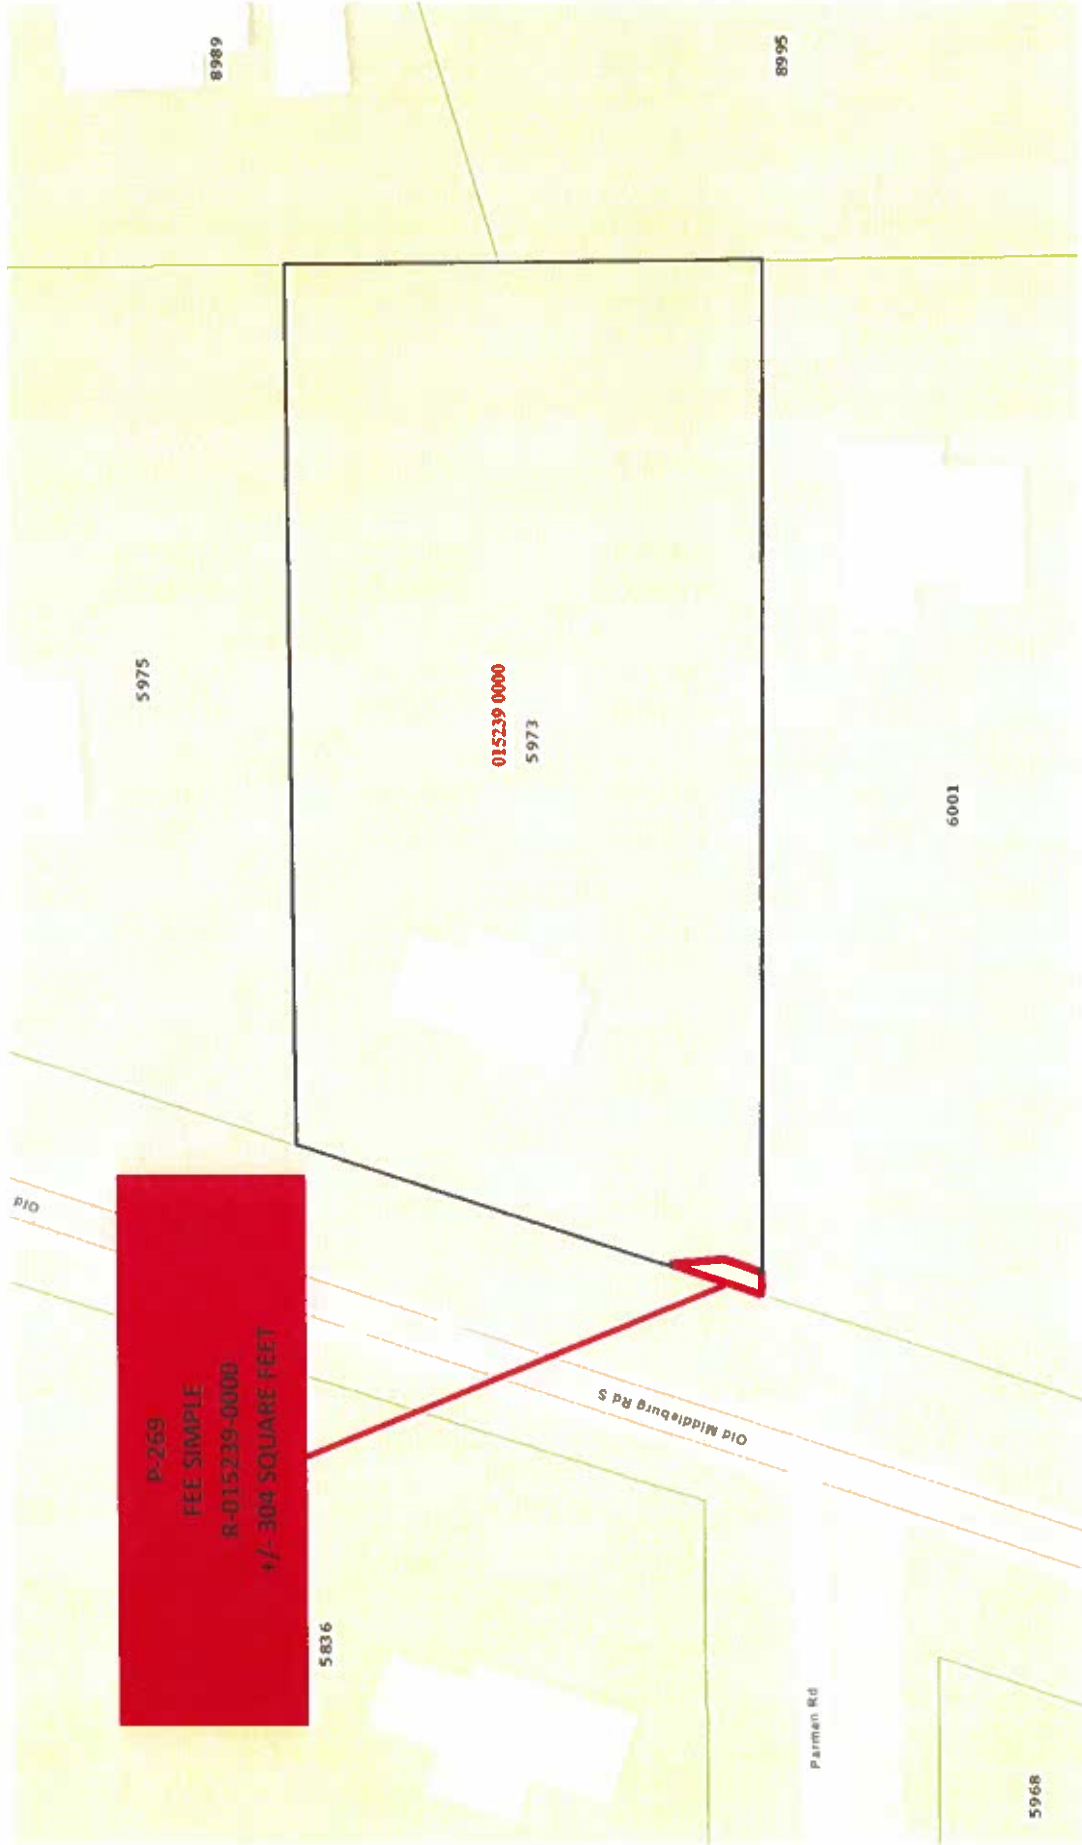 P-269
FEE SIMPLE
R-015239-0000
+/- 304 SQUARE FEET
5836
5968
Parman Rd
Old Middleburg Rd S
Old
5975
015239 0000
5973
6001
8989
8995